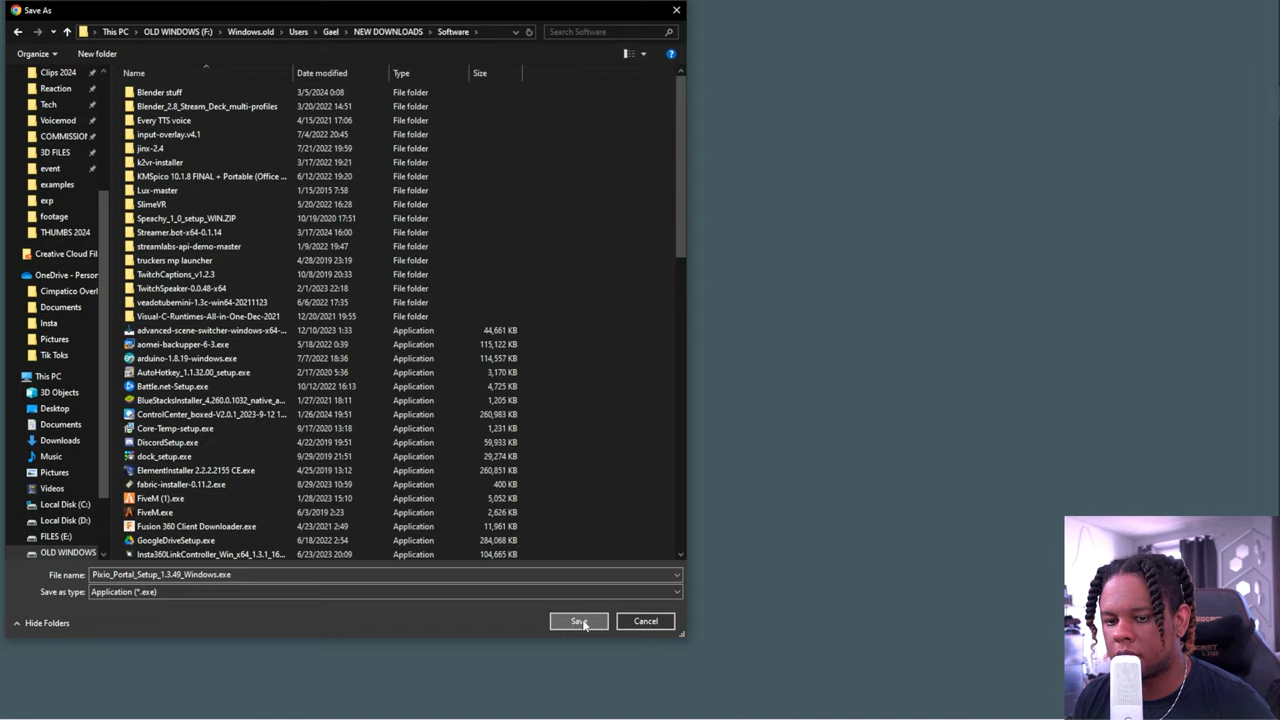 Save As
This PC > OLD WINDOWS (F:) > Windows.old > Users > Gael > NEW DOWNLOADS > Software >
Search Software
Organize
New folder
Name Date modified Type Size
Clips 2024
Reaction
Tech
Voicemod
COMMISSION
3D FILES
event
examples
exp
footage
THUMBS 2024
Creative Cloud Fil
OneDrive - Person
Cimpatico Overl
Documents
Insta
Pictures
Tik Toks
This PC
3D Objects
Desktop
Documents
Downloads
Music
Pictures
Videos
Local Disk (C:)
Local Disk (D:)
FILES (E:)
OLD WINDOWS
Blender stuff 3/5/2024 0:08 File folder
Blender_2.8_Stream_Deck_multi-profiles 3/20/2022 14:51 File folder
Every TTS voice 4/15/2021 17:06 File folder
input-overlay.v4.1 7/4/2022 20:45 File folder
jinx-2.4 7/21/2022 19:59 File folder
k2vr-installer 3/17/2022 19:21 File folder
KMSpico 10.1.8 FINAL + Portable (Office ... 6/12/2022 19:20 File folder
Lux-master 1/15/2015 7:58 File folder
SlimeVR 5/20/2022 16:28 File folder
Speachy_1_0_setup_WIN.ZIP 10/19/2020 17:51 File folder
Streamer.bot-x64-0.1.14 3/17/2024 16:00 File folder
streamlabs-api-demo-master 1/9/2022 19:47 File folder
truckers mp launcher 4/28/2019 23:19 File folder
TwitchCaptions_v1.2.3 10/8/2019 20:33 File folder
TwitchSpeaker-0.0.48-x64 2/1/2023 22:18 File folder
veadotubemini-1.3c-win64-20211123 6/6/2022 17:35 File folder
Visual-C-Runtimes-All-in-One-Dec-2021 12/20/2021 19:55 File folder
advanced-scene-switcher-windows-x64-... 12/10/2023 1:33 Application 44,661 KB
aomei-backupper-6-3.exe 5/18/2022 0:39 Application 115,122 KB
arduino-1.8.19-windows.exe 7/7/2022 18:36 Application 114,557 KB
AutoHotkey_1.1.32.00_setup.exe 2/17/2020 5:36 Application 3,170 KB
Battle.net-Setup.exe 10/12/2022 16:13 Application 4,725 KB
BlueStacksInstaller_4.260.0.1032_native_a... 1/27/2021 18:11 Application 1,205 KB
ControlCenter_boxed-V2.0.1_2023-9-12 1... 1/26/2024 19:51 Application 260,983 KB
Core-Temp-setup.exe 9/17/2020 13:18 Application 1,231 KB
DiscordSetup.exe 4/22/2019 19:51 Application 59,933 KB
dock_setup.exe 9/29/2019 21:51 Application 29,274 KB
ElementInstaller 2.2.2.2155 CE.exe 4/25/2019 13:12 Application 260,851 KB
fabric-installer-0.11.2.exe 8/29/2023 10:59 Application 400 KB
FiveM (1).exe 1/28/2023 15:10 Application 5,052 KB
FiveM.exe 6/3/2019 2:23 Application 2,626 KB
Fusion 360 Client Downloader.exe 4/23/2021 2:49 Application 11,961 KB
GoogleDriveSetup.exe 6/18/2022 2:54 Application 284,068 KB
Insta360LinkController_Win_x64_1.3.1_16... 6/23/2023 20:09 Application 104,665 KB
File name: Pixio_Portal_Setup_1.3.49_Windows.exe
Save as type: Application (*.exe)
Hide Folders
Save
Cancel